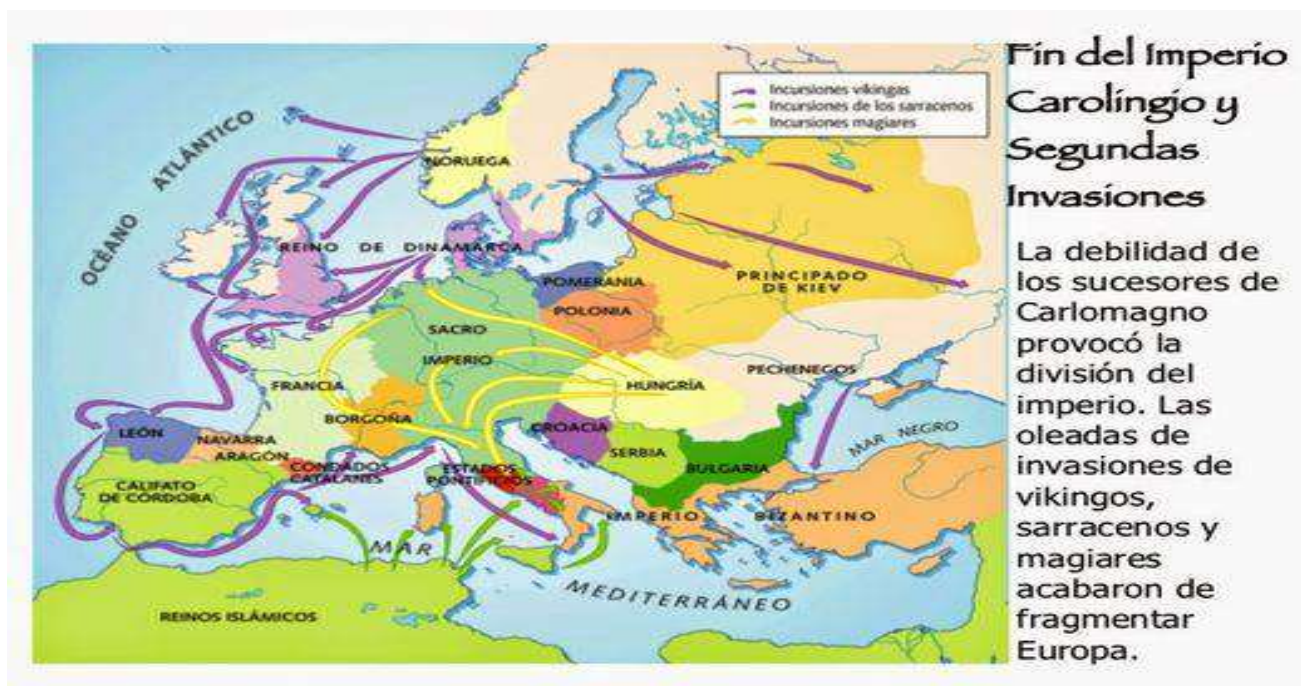 Fin del Imperio
Carolingio y
Segundas
Invasiones
La debilidad de
los sucesores de
Carlomagno
provocó la
división del
imperio. Las
oleadas de
invasiones de
vikingos,
sarracenos y
magiares
acabaron de
fragmentar
Europa.
Incursiones vikingas
Incursiones de los sarracenos
Incursiones magiares
OCÉANO ATLÁNTICO
NORUEGA
REINO DE DINAMARCA
POMERANIA
POLONIA
PRINCIPADO
DE KIEV
SACRO
IMPERIO
FRANCIA
HUNGRÍA
PECHENEGOS
BORGOÑA
LEÓN
NAVARRA
ARAGÓN
CROACIA
SERBIA
MAR NEGRO
CONDADOS
CATALANES
ESTADOS
PONTIFICIOS
BULGARIA
CALIFATO
DE CÓRDOBA
IMPERIO BIZANTINO
MAR
MEDITERRÁNEO
REINOS ISLÁMICOS